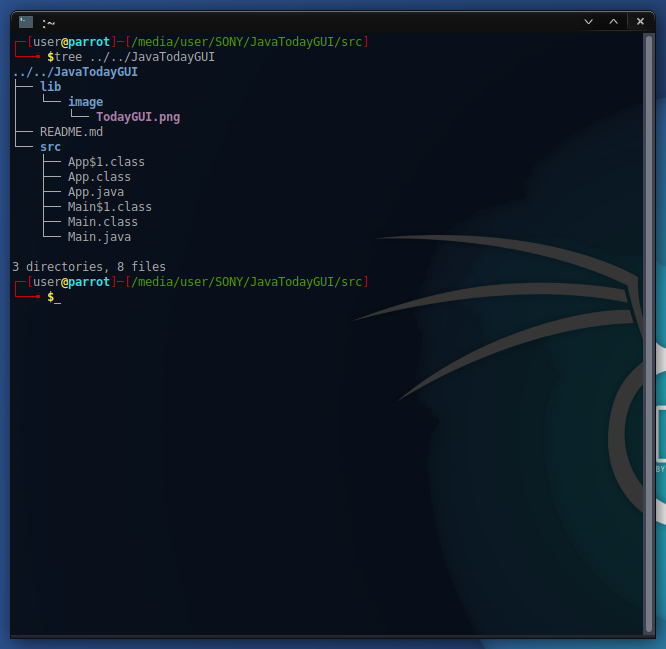 :~
[user@parrot]─[/media/user/SONY/JavaTodayGUI/src]
$tree ../../JavaTodayGUI
../../JavaTodayGUI
├── lib
│   └── image
│       └── TodayGUI.png
├── README.md
└── src
    ├── App$1.class
    ├── App.class
    ├── App.java
    ├── Main$1.class
    ├── Main.class
    └── Main.java
3 directories, 8 files
[user@parrot]─[/media/user/SONY/JavaTodayGUI/src]
$_
BY